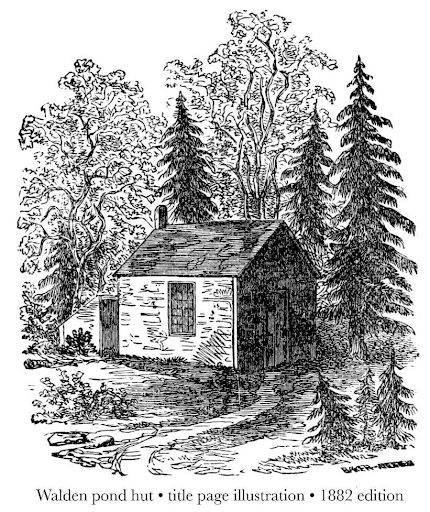 Walden pond hut • title page illustration • 1882 edition